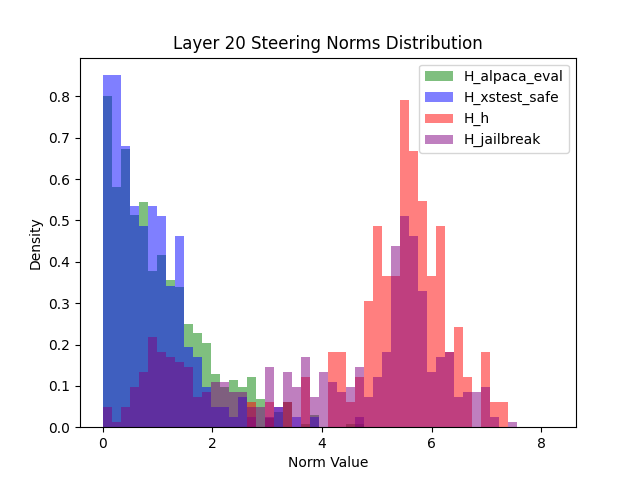 Layer 20 Steering Norms Distribution
H_alpaca_eval
H_xstest_safe
H_h
H_jailbreak
Density
0.8
0.7
0.6
0.5
0.4
0.3
0.2
0.1
0.0
0 2 4 6 8
Norm Value